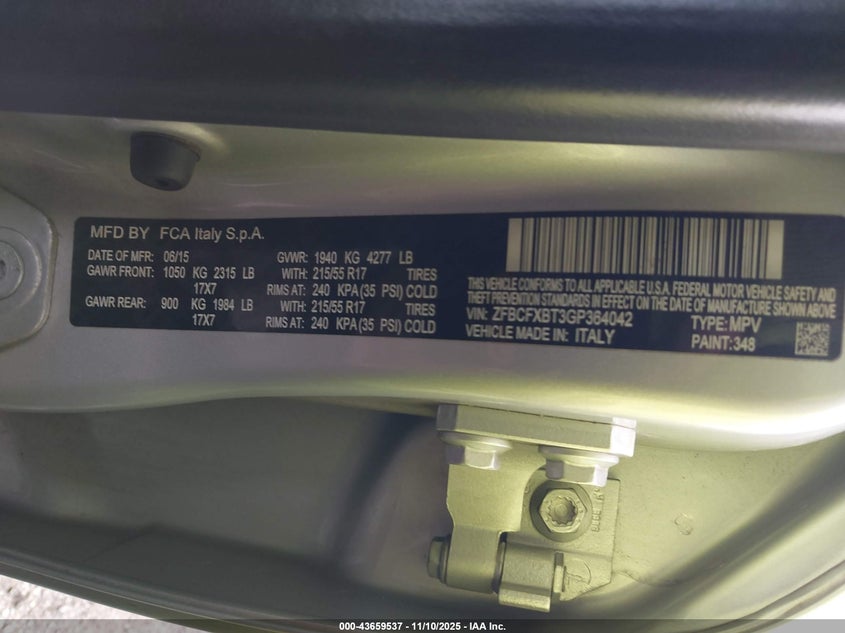 MFD BY FCA Italy S.p.A.
DATE OF MFR: 06/15 GVWR: 1940 KG 4277 LB
GAWR FRONT: 1050 KG 2315 LB WITH: 215/55 R17 TIRES
17X7 RIMS AT: 240 KPA(35 PSI) COLD
GAWR REAR: 900 KG 1984 LB WITH: 215/55 R17 TIRES
17X7 RIMS AT: 240 KPA(35 PSI) COLD
THIS VEHICLE CONFORMS TO ALL APPLICABLE U.S.A. FEDERAL MOTOR VEHICLE SAFETY AND
THEFT PREVENTION STANDARDS IN EFFECT ON THE DATE OF MANUFACTURE SHOWN ABOVE
VIN: ZFBCFXBT3GP364042 TYPE: MPV
VEHICLE MADE IN: ITALY PAINT:348
000-43659537 - 11/10/2025 - IAA Inc.